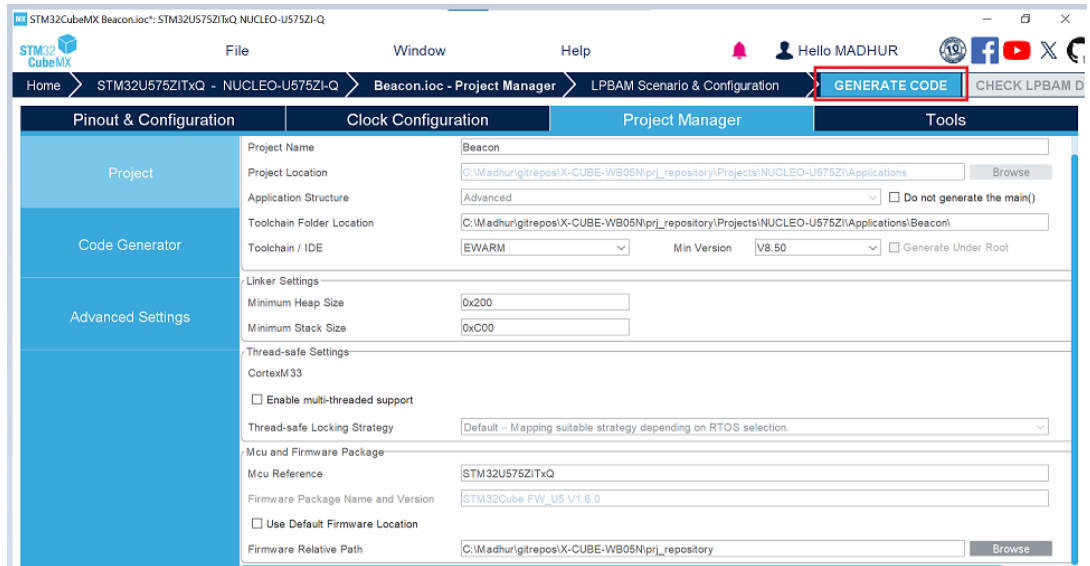 MX STM32CubeMX Beacon.ioc*: STM32U575ZITxQ NUCLEO-U575ZI-Q
STM32 CubeMX File Window Help Hello MADHUR 10
Home STM32U575ZITxQ - NUCLEO-U575ZI-Q Beacon.ioc - Project Manager LPBAM Scenario & Configuration GENERATE CODE CHECK LPBAM D
Pinout & Configuration Clock Configuration Project Manager Tools
Project
Code Generator
Advanced Settings
Project Name Beacon
Project Location C:\Madhur\gitrepos\X-CUBE-WB05N\prj_repository\Projects\NUCLEO-U575ZI\Applications Browse
Application Structure Advanced Do not generate the main()
Toolchain Folder Location C:\Madhur\gitrepos\X-CUBE-WB05N\prj_repository\Projects\NUCLEO-U575ZI\Applications\Beacon\
Toolchain / IDE EWARM Min Version V8.50 Generate Under Root
Linker Settings
Minimum Heap Size 0x200
Minimum Stack Size 0xC00
Thread-safe Settings
CortexM33
Enable multi-threaded support
Thread-safe Locking Strategy Default – Mapping suitable strategy depending on RTOS selection.
Mcu and Firmware Package
Mcu Reference STM32U575ZITxQ
Firmware Package Name and Version STM32Cube FW_U5 V1.6.0
Use Default Firmware Location
Firmware Relative Path C:\Madhur\gitrepos\X-CUBE-WB05N\prj_repository Browse